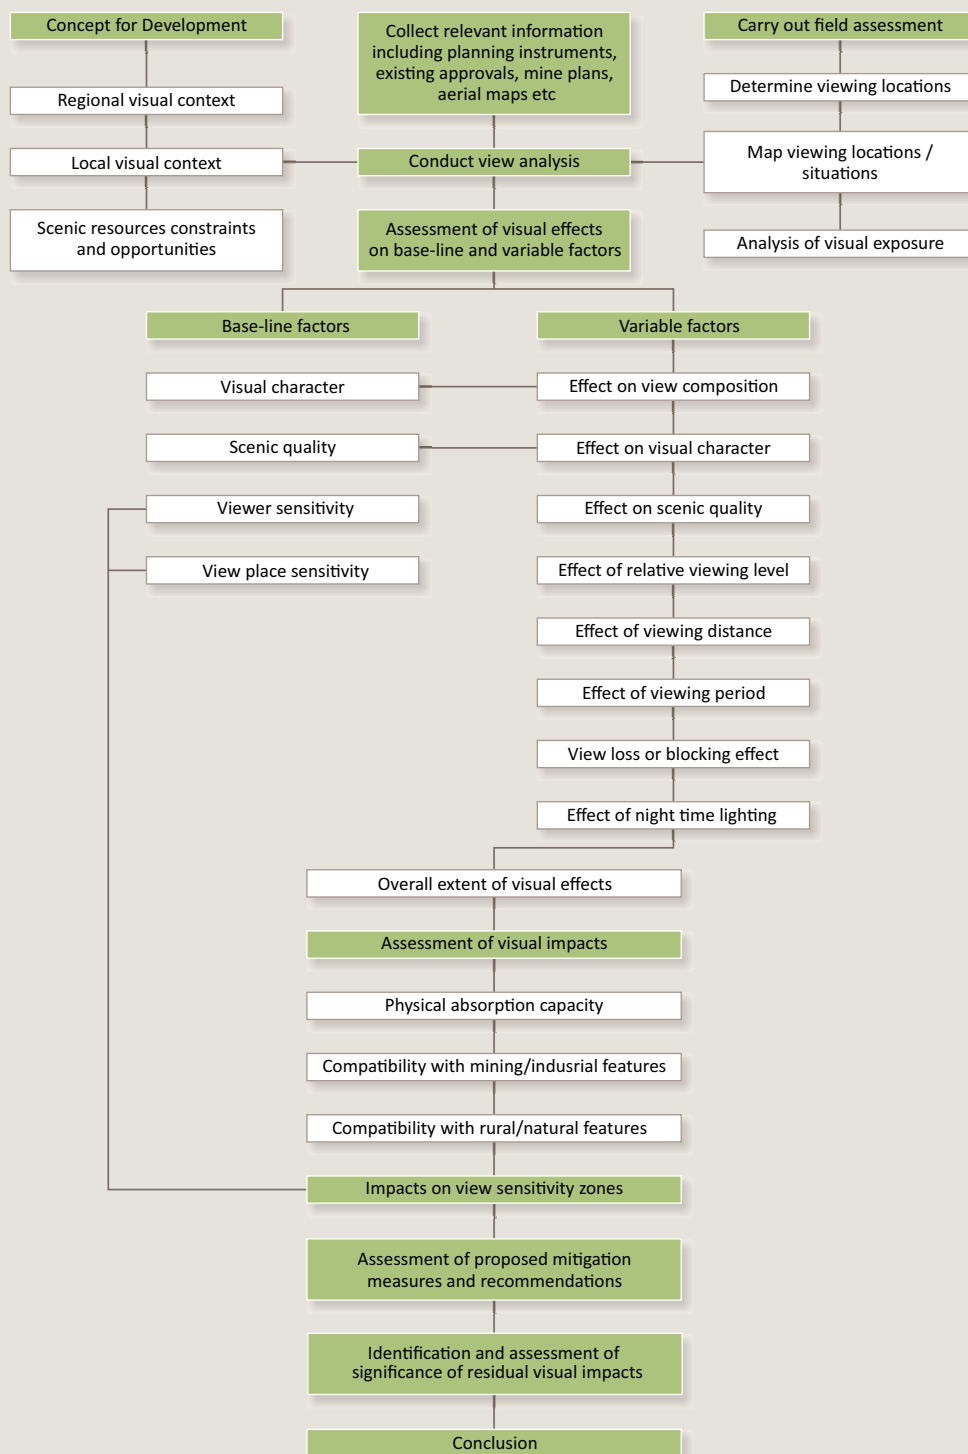 Concept for Development
Regional visual context
Local visual context
Scenic resources constraints
and opportunities
Collect relevant information
including planning instruments,
existing approvals, mine plans,
aerial maps etc
Conduct view analysis
Assessment of visual effects
on base-line and variable factors
Carry out field assessment
Determine viewing locations
Map viewing locations /
situations
Analysis of visual exposure
Base-line factors
Visual character
Scenic quality
Viewer sensitivity
View place sensitivity
Variable factors
Effect on view composition
Effect on visual character
Effect on scenic quality
Effect of relative viewing level
Effect of viewing distance
Effect of viewing period
View loss or blocking effect
Effect of night time lighting
Overall extent of visual effects
Assessment of visual impacts
Physical absorption capacity
Compatibility with mining/indusrial features
Compatibility with rural/natural features
Impacts on view sensitivity zones
Assessment of proposed mitigation
measures and recommendations
Identification and assessment of
significance of residual visual impacts
Conclusion